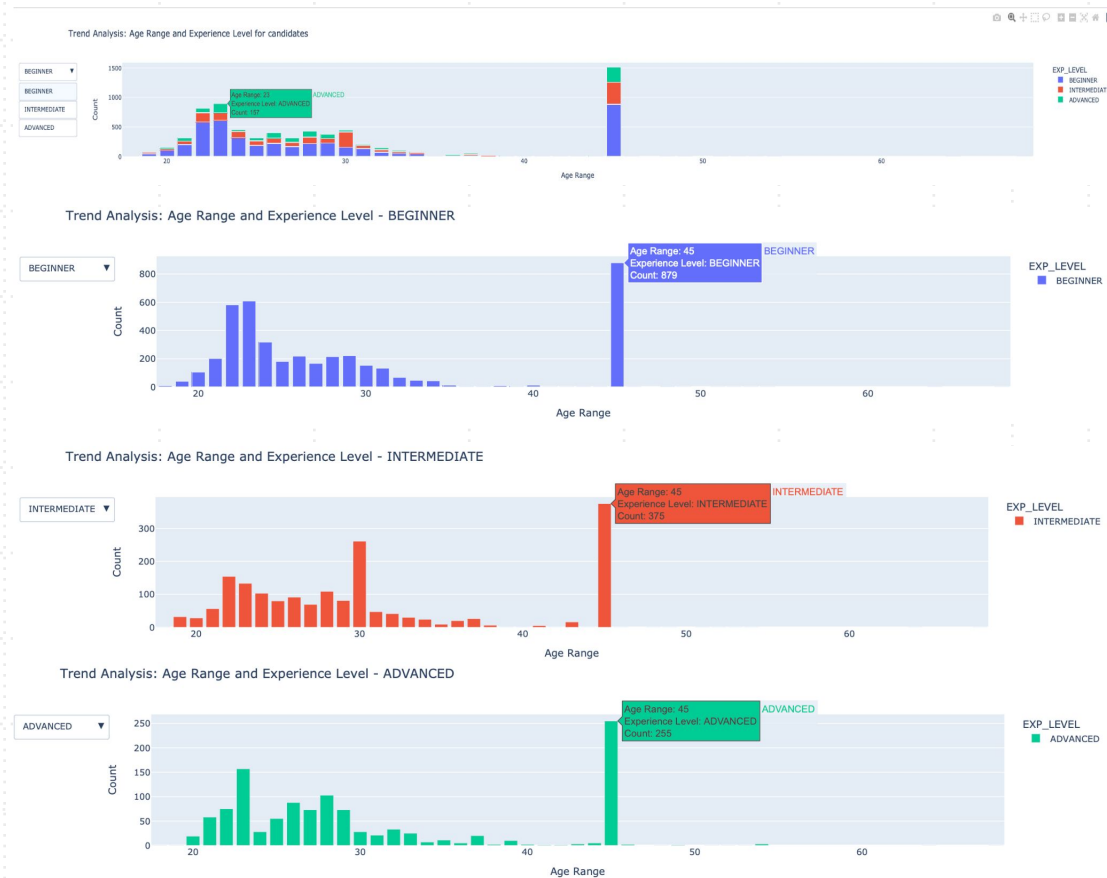 Trend Analysis: Age Range and Experience Level for candidates
BEGINNER ▼
BEGINNER
INTERMEDIATE
ADVANCED
Count
1500
1000
500
0
Age Range: 23
Experience Level: ADVANCED
Count: 157
ADVANCED
20 30 40 50 60
Age Range
EXP_LEVEL
BEGINNER
INTERMEDIATE
ADVANCED
Trend Analysis: Age Range and Experience Level - BEGINNER
BEGINNER ▼
Count
800
600
400
200
0
Age Range: 45
Experience Level: BEGINNER
Count: 879
BEGINNER
20 30 40 50 60
Age Range
EXP_LEVEL
BEGINNER
Trend Analysis: Age Range and Experience Level - INTERMEDIATE
INTERMEDIATE ▼
Count
300
200
100
0
Age Range: 45
Experience Level: INTERMEDIATE
Count: 375
INTERMEDIATE
20 30 40 50 60
Age Range
EXP_LEVEL
INTERMEDIATE
Trend Analysis: Age Range and Experience Level - ADVANCED
ADVANCED ▼
Count
250
200
150
100
50
0
Age Range: 45
Experience Level: ADVANCED
Count: 255
ADVANCED
20 30 40 50 60
Age Range
EXP_LEVEL
ADVANCED